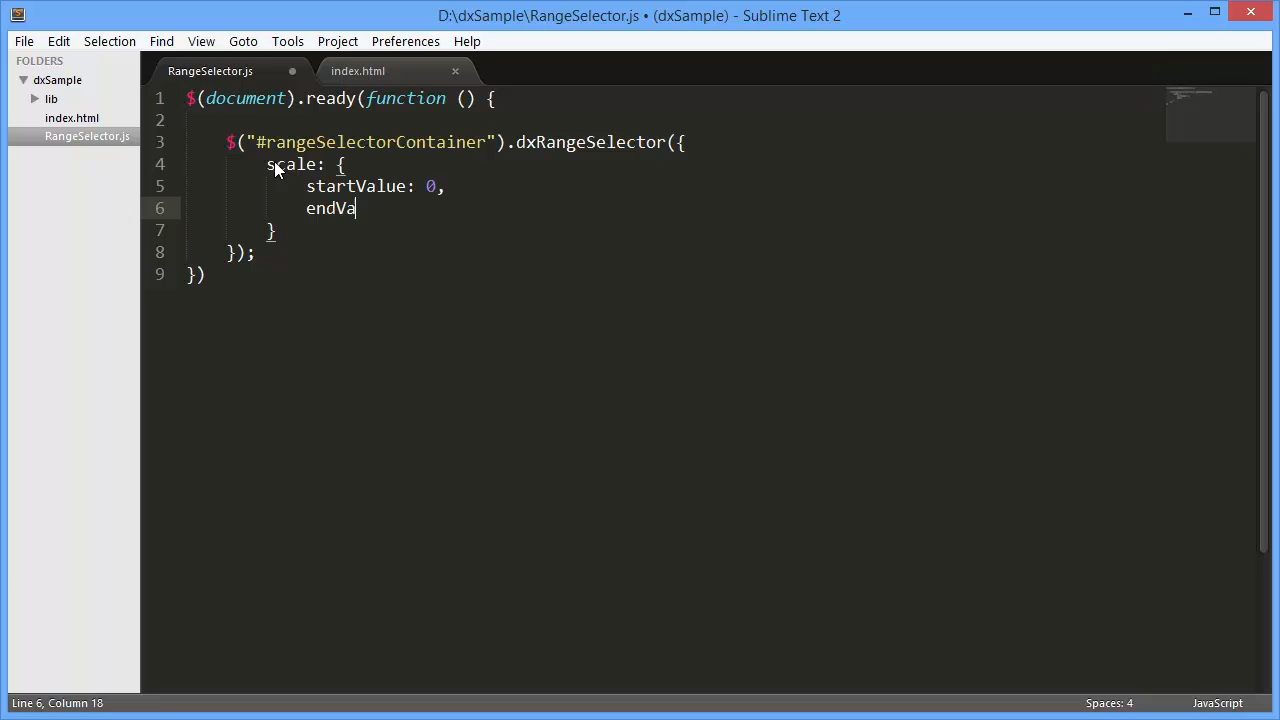 D:\dxSample\RangeSelector.js • (dxSample) - Sublime Text 2
File Edit Selection Find View Goto Tools Project Preferences Help
FOLDERS
dxSample
lib
index.html
RangeSelector.js
RangeSelector.js index.html
1 $(document).ready(function () {
2
3 $("#rangeSelectorContainer").dxRangeSelector({
4 scale: {
5 startValue: 0,
6 endVa
7 }
8 });
9 })
Line 6, Column 18 Spaces: 4 JavaScript